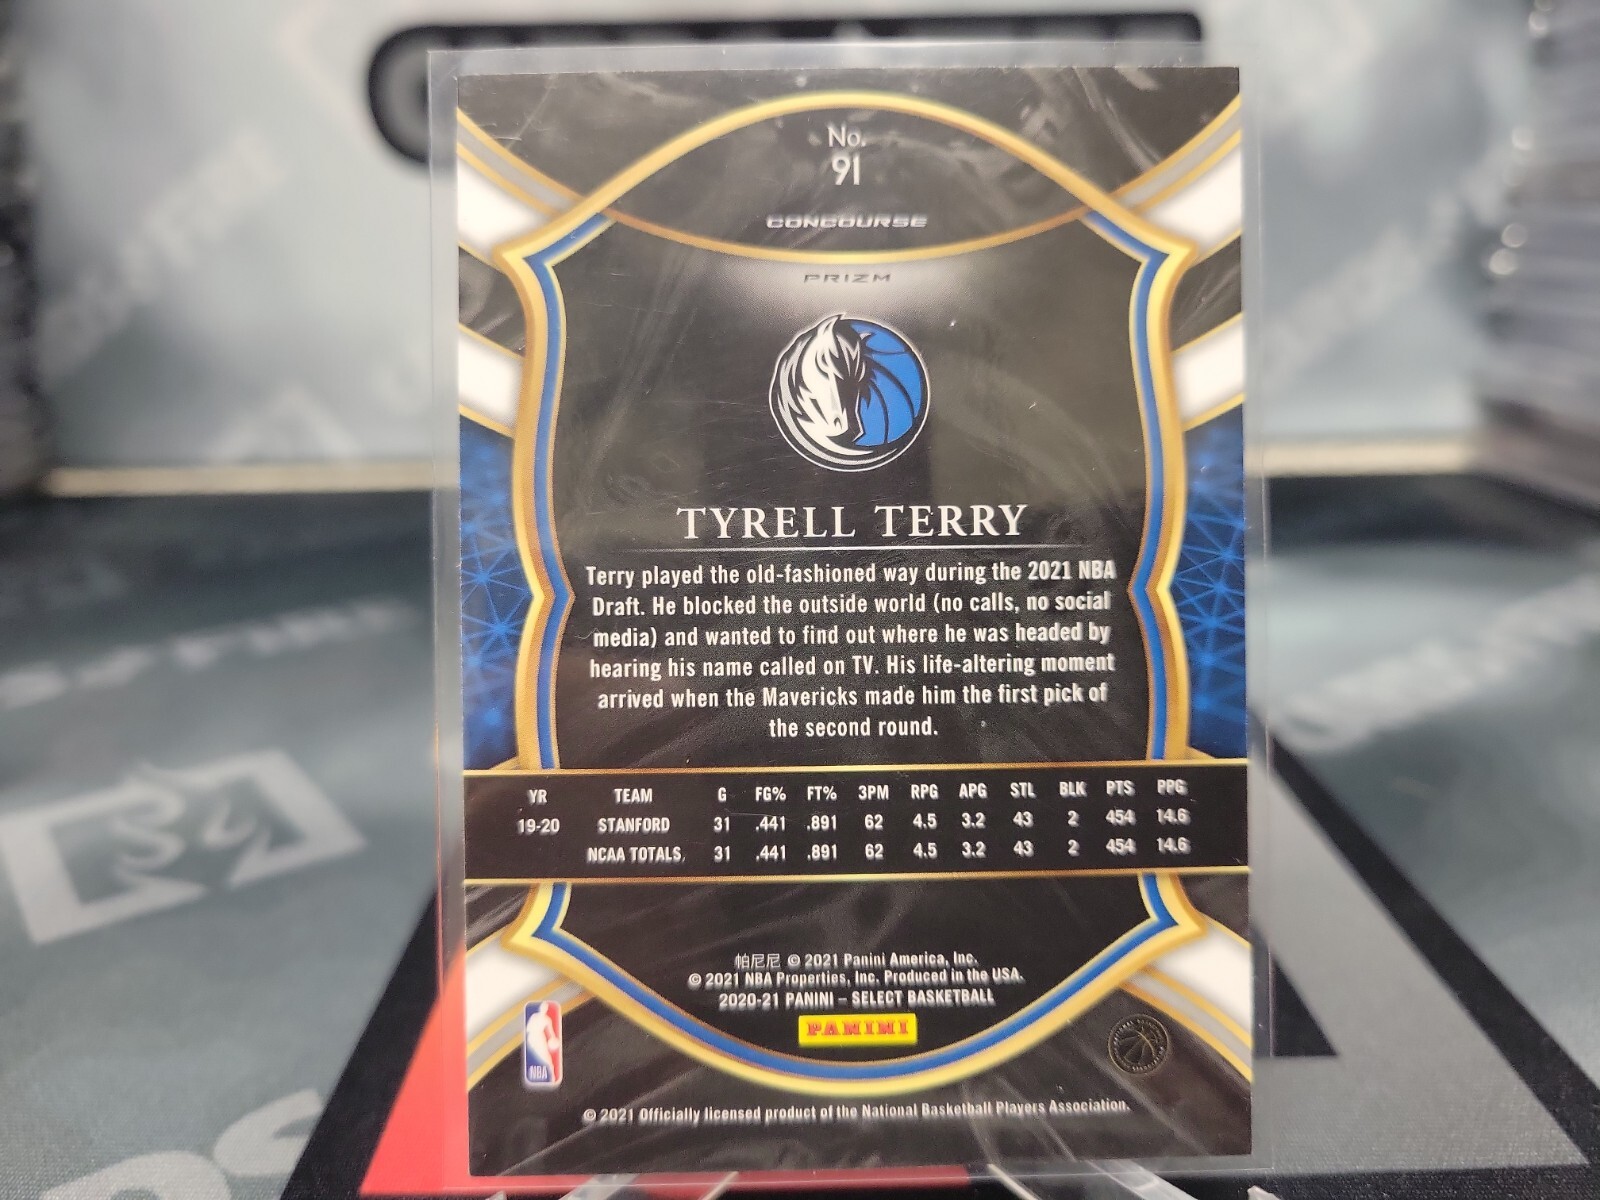 No.
91
CONCOURSE
PRIZM
TYRELL TERRY
Terry played the old-fashioned way during the 2021 NBA
Draft. He blocked the outside world (no calls, no social
media) and wanted to find out where he was headed by
hearing his name called on TV. His life-altering moment
arrived when the Mavericks made him the first pick of
the second round.
YR TEAM G FG% FT% 3PM RPG APG STL BLK PTS PPG
19-20 STANFORD 31 .441 .891 62 4.5 3.2 43 2 454 14.6
NCAA TOTALS 31 .441 .891 62 4.5 3.2 43 2 454 14.6
帕尼尼 © 2021 Panini America, Inc.
© 2021 NBA Properties, Inc. Produced in the USA.
2020-21 PANINI – SELECT BASKETBALL
PANINI
NBA
© 2021 Officially licensed product of the National Basketball Players Association.